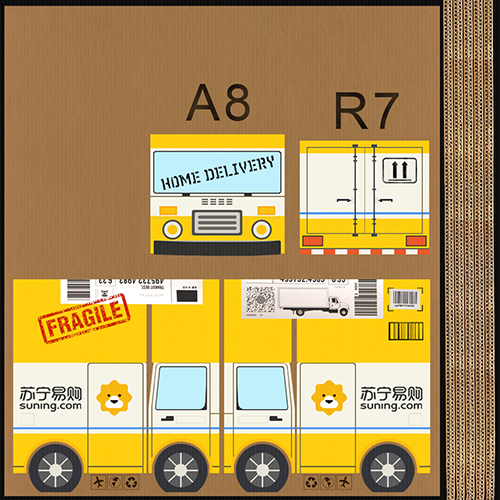 A8
R7
HOME DELIVERY
FRAGILE
苏宁易购
suning.com
苏宁易购
suning.com